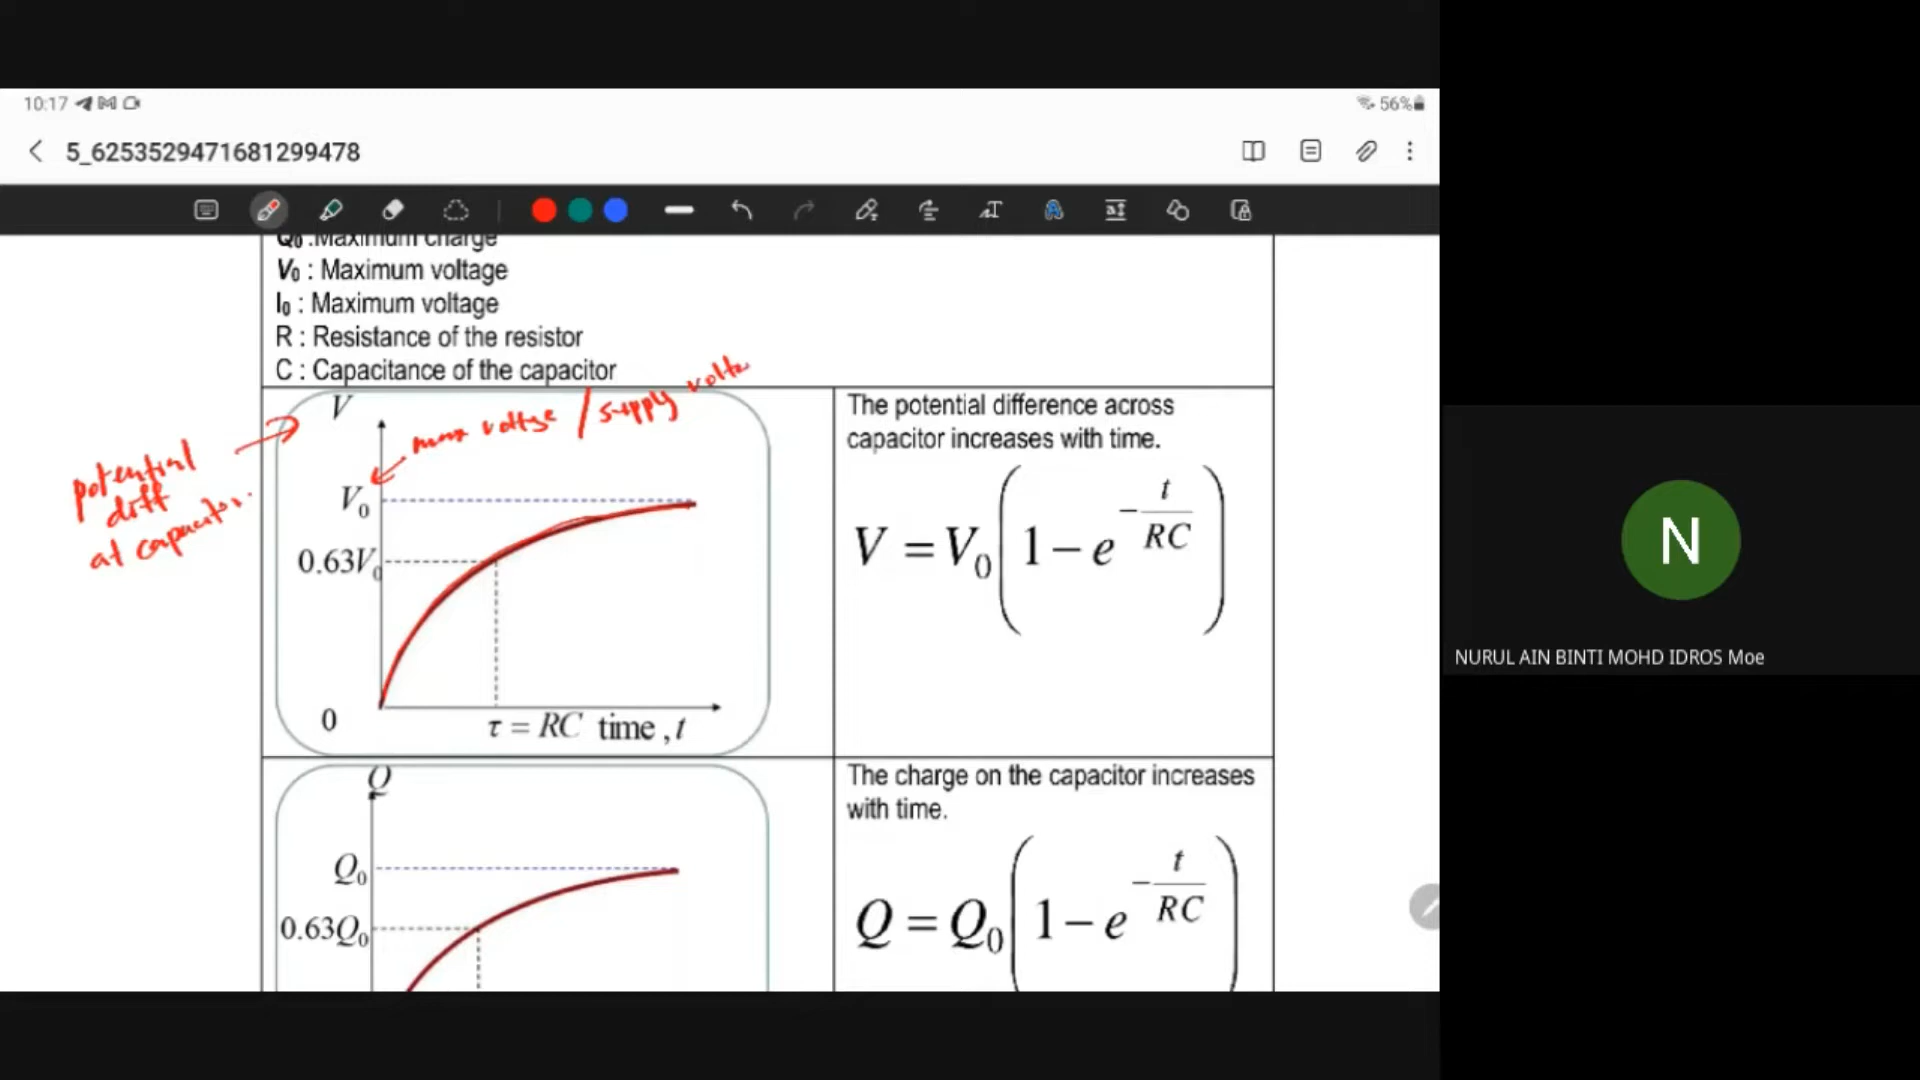 10:17
56%
5_6253529471681299478
Q₀ :Maximum charge
V₀ : Maximum voltage
I₀ : Maximum voltage
R : Resistance of the resistor
C : Capacitance of the capacitor
V
max voltage / supply volta
potential
diff
at capacitor.
V₀
0.63V₀
0
τ = RC time , t
The potential difference across
capacitor increases with time.
V = V₀ ( 1 − e^(−t/RC) )
Q
Q₀
0.63Q₀
The charge on the capacitor increases
with time.
Q = Q₀ ( 1 − e^(−t/RC) )
N
NURUL AIN BINTI MOHD IDROS Moe